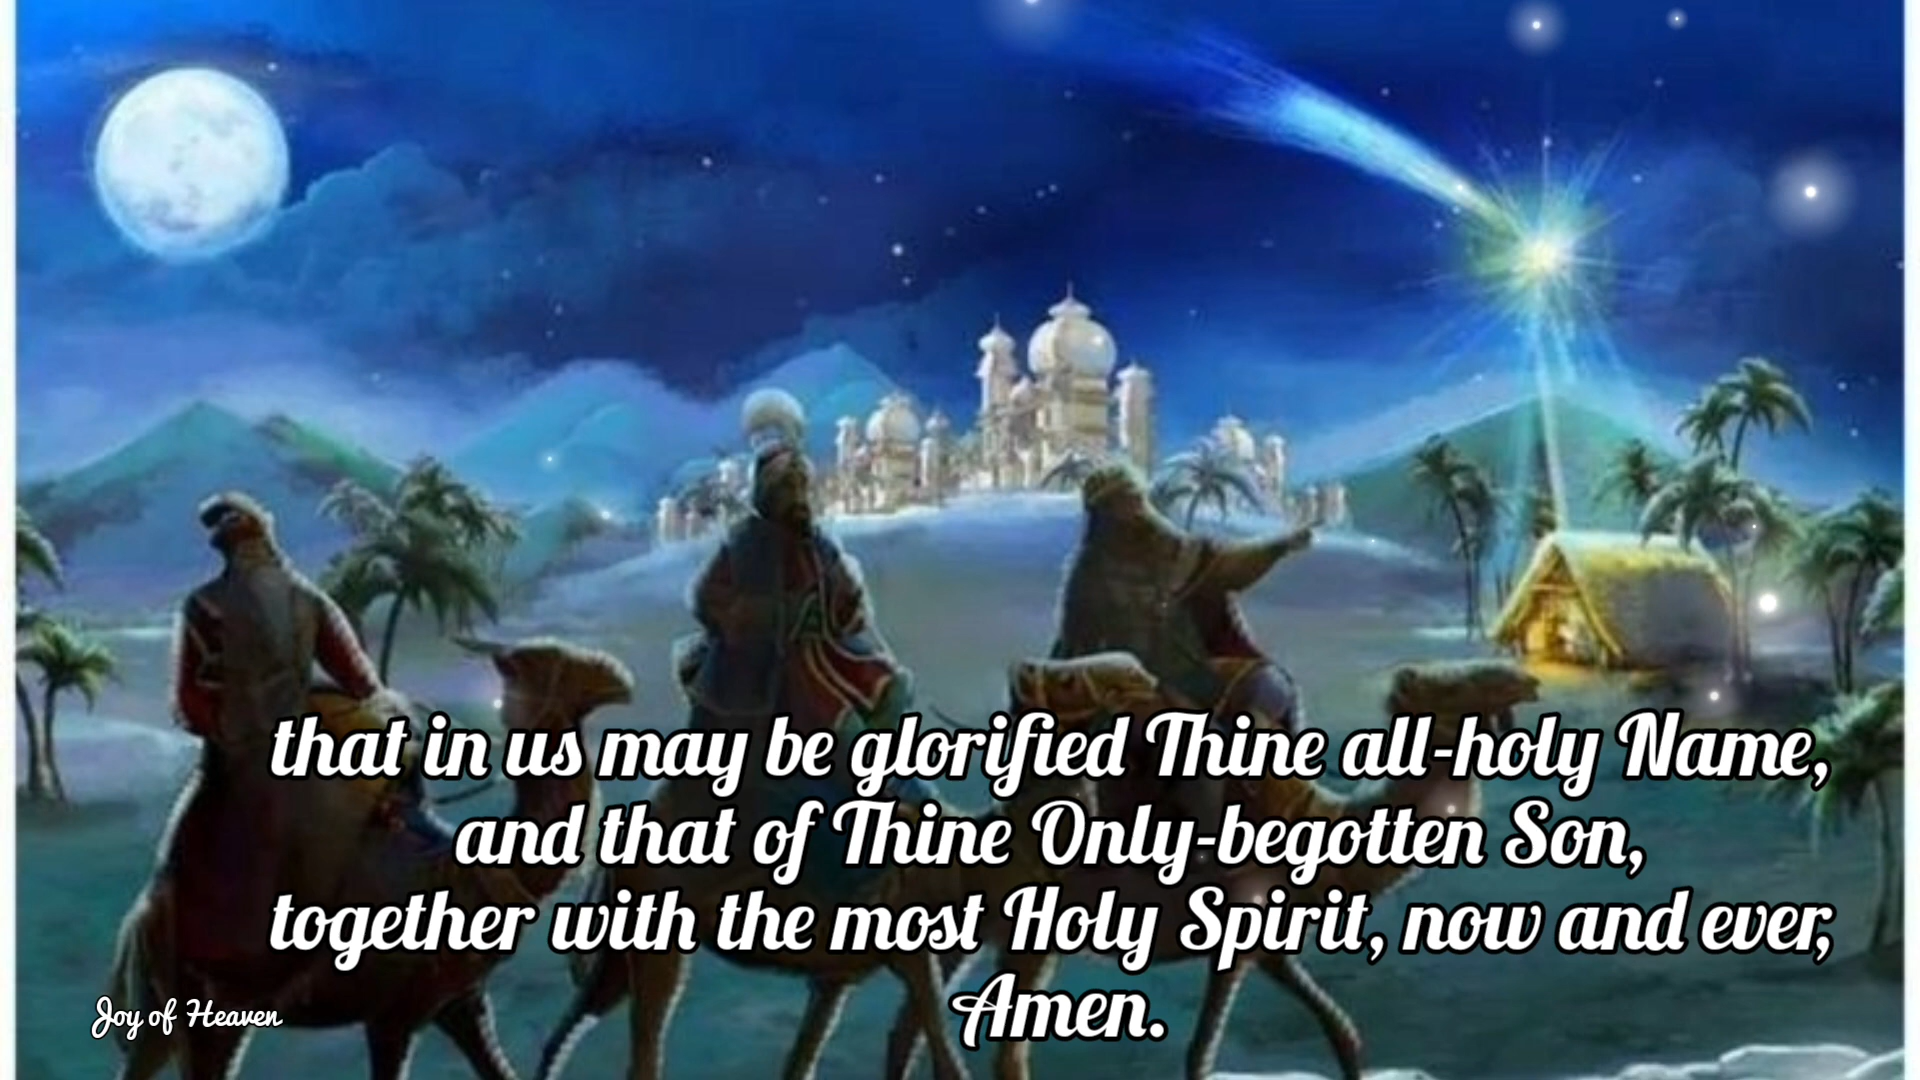 that in us may be glorified Thine all-holy Name,
and that of Thine Only-begotten Son,
together with the most Holy Spirit, now and ever,
Amen.
Joy of Heaven